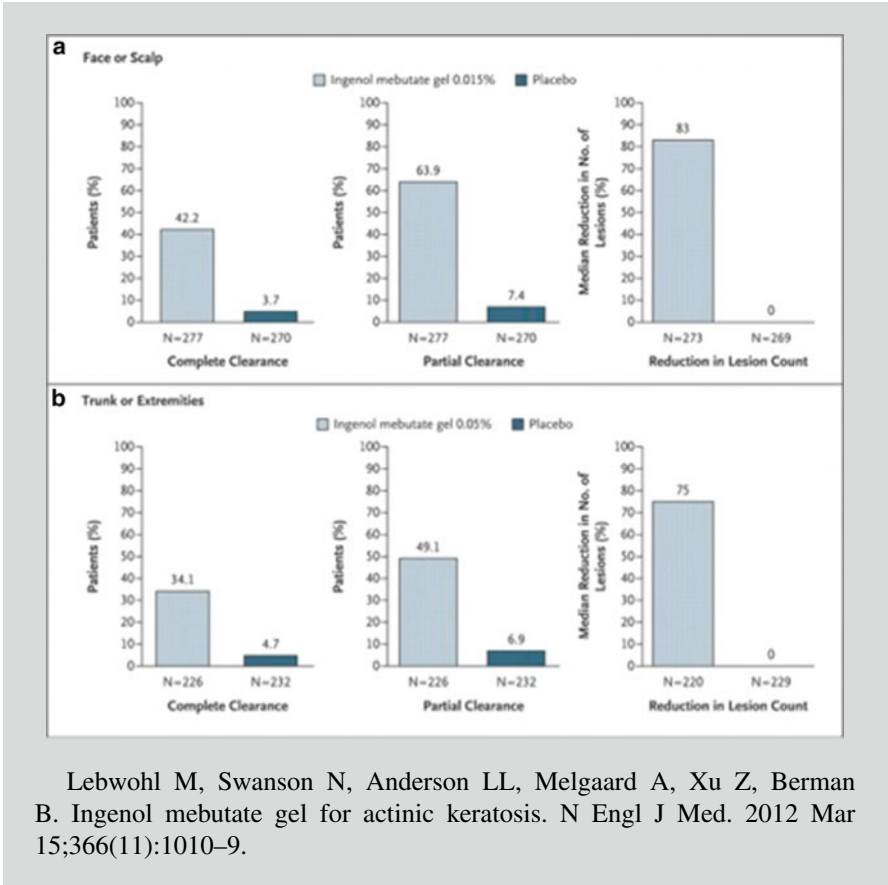 a
Face or Scalp
Ingenol mebutate gel 0.015% Placebo
Patients (%)
100
90
80
70
60
50
40
30
20
10
0
42.2
3.7
N=277 N=270
Complete Clearance
Patients (%)
100
90
80
70
60
50
40
30
20
10
0
63.9
7.4
N=277 N=270
Partial Clearance
Median Reduction in No. of
Lesions (%)
100
90
80
70
60
50
40
30
20
10
0
83
0
N=273 N=269
Reduction in Lesion Count
b
Trunk or Extremities
Ingenol mebutate gel 0.05% Placebo
Patients (%)
100
90
80
70
60
50
40
30
20
10
0
34.1
4.7
N=226 N=232
Complete Clearance
Patients (%)
100
90
80
70
60
50
40
30
20
10
0
49.1
6.9
N=226 N=232
Partial Clearance
Median Reduction in No. of
Lesions (%)
100
90
80
70
60
50
40
30
20
10
0
75
0
N=220 N=229
Reduction in Lesion Count
Lebwohl M, Swanson N, Anderson LL, Melgaard A, Xu Z, Berman
B. Ingenol mebutate gel for actinic keratosis. N Engl J Med. 2012 Mar
15;366(11):1010–9.